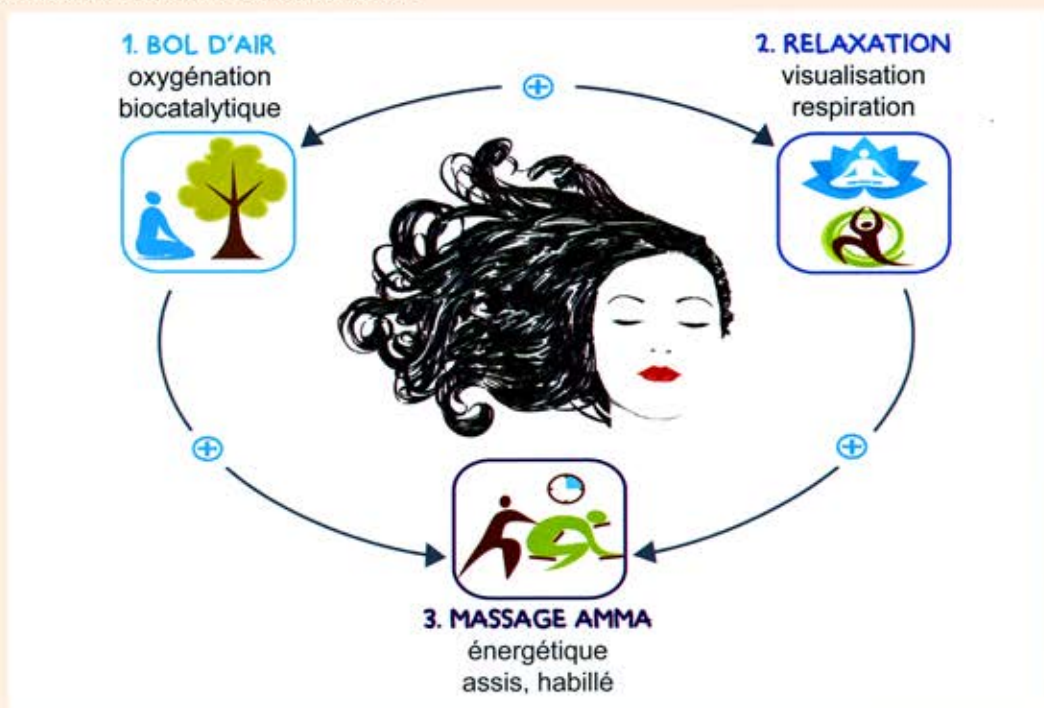 1. BOL D'AIR
oxygénation
biocatalytique
2. RELAXATION
visualisation
respiration
3. MASSAGE AMMA
énergétique
assis, habillé